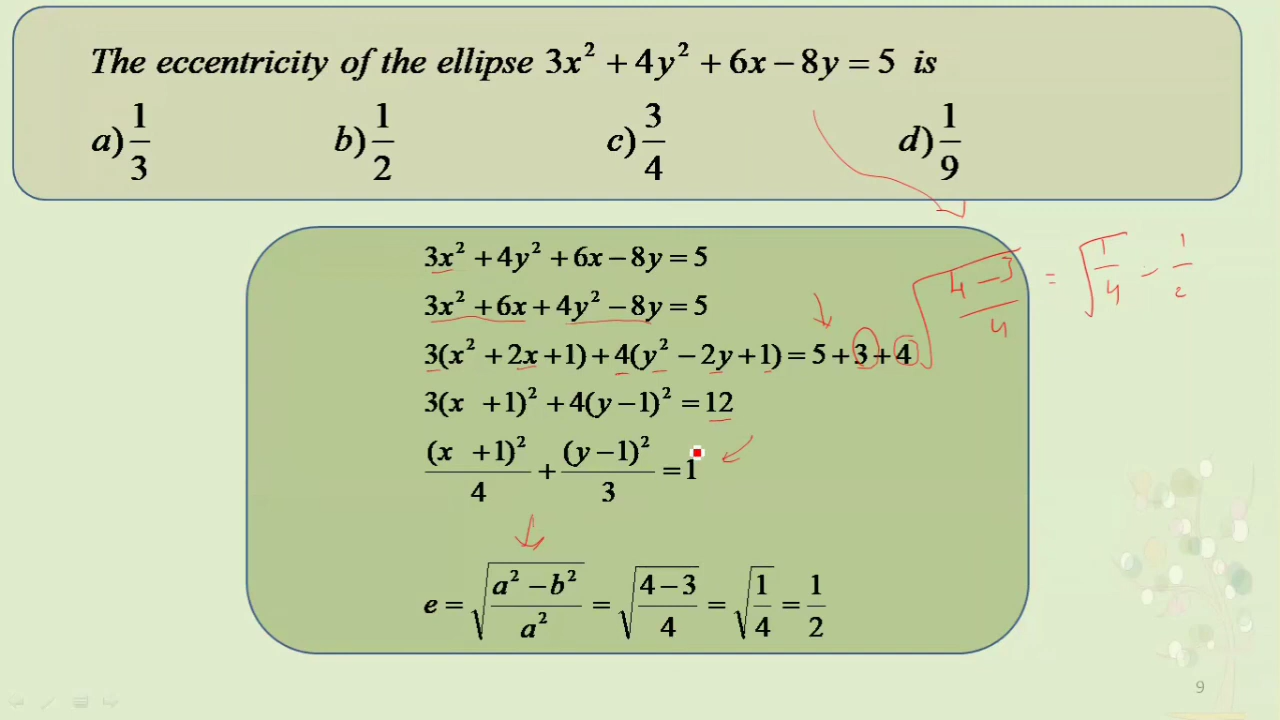 The eccentricity of the ellipse 3x² + 4y² + 6x − 8y = 5 is
a) 1/3 b) 1/2 c) 3/4 d) 1/9
3x² + 4y² + 6x − 8y = 5
3x² + 6x + 4y² − 8y = 5
3(x² + 2x + 1) + 4(y² − 2y + 1) = 5 + 3 + 4
√((4 − 3)/4) = √(1/4) − 1/2
3(x + 1)² + 4(y − 1)² = 12
(x + 1)²/4 + (y − 1)²/3 = 1
e = √((a² − b²)/a²) = √((4 − 3)/4) = √(1/4) = 1/2
9